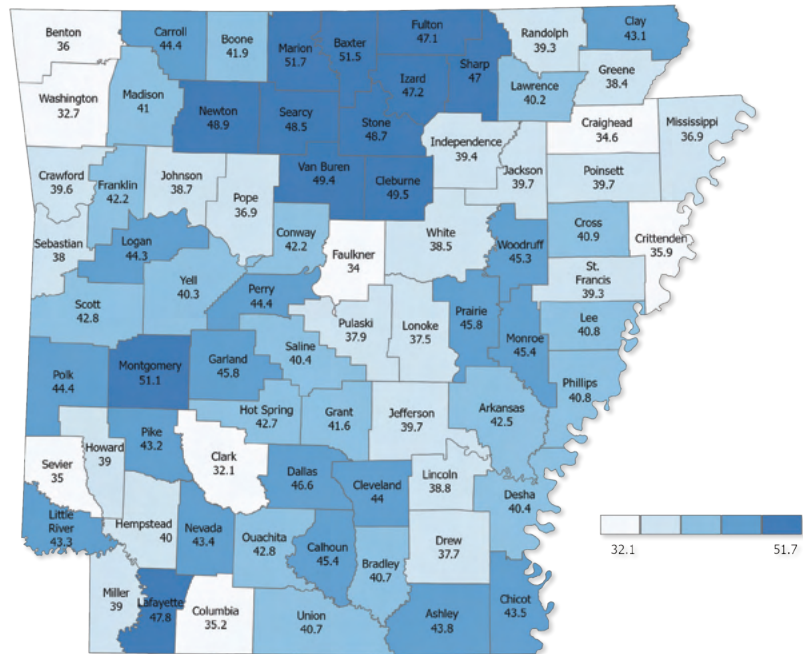 Benton
36
Carroll
44.4
Boone
41.9
Marion
51.7
Baxter
51.5
Fulton
47.1
Randolph
39.3
Clay
43.1
Washington
32.7
Madison
41
Newton
48.9
Searcy
48.5
Stone
48.7
Izard
47.2
Sharp
47
Lawrence
40.2
Greene
38.4
Craighead
34.6
Mississippi
36.9
Crawford
39.6
Franklin
42.2
Johnson
38.7
Pope
36.9
Van Buren
49.4
Cleburne
49.5
Independence
39.4
Jackson
39.7
Poinsett
39.7
Sebastian
38
Logan
44.3
Conway
42.2
Faulkner
34
White
38.5
Woodruff
45.3
Cross
40.9
Crittenden
35.9
Scott
42.8
Yell
40.3
Perry
44.4
Pulaski
37.9
Lonoke
37.5
Prairie
45.8
Monroe
45.4
St.
Francis
39.3
Lee
40.8
Polk
44.4
Montgomery
51.1
Garland
45.8
Saline
40.4
Phillips
40.8
Hot Spring
42.7
Grant
41.6
Jefferson
39.7
Arkansas
42.5
Sevier
35
Howard
39
Pike
43.2
Clark
32.1
Dallas
46.6
Cleveland
44
Lincoln
38.8
Desha
40.4
Little
River
43.3
Hempstead
40
Nevada
43.4
Ouachita
42.8
Calhoun
45.4
Bradley
40.7
Drew
37.7
Miller
39
Lafayette
47.8
Columbia
35.2
Union
40.7
Ashley
43.8
Chicot
43.5
32.1
51.7